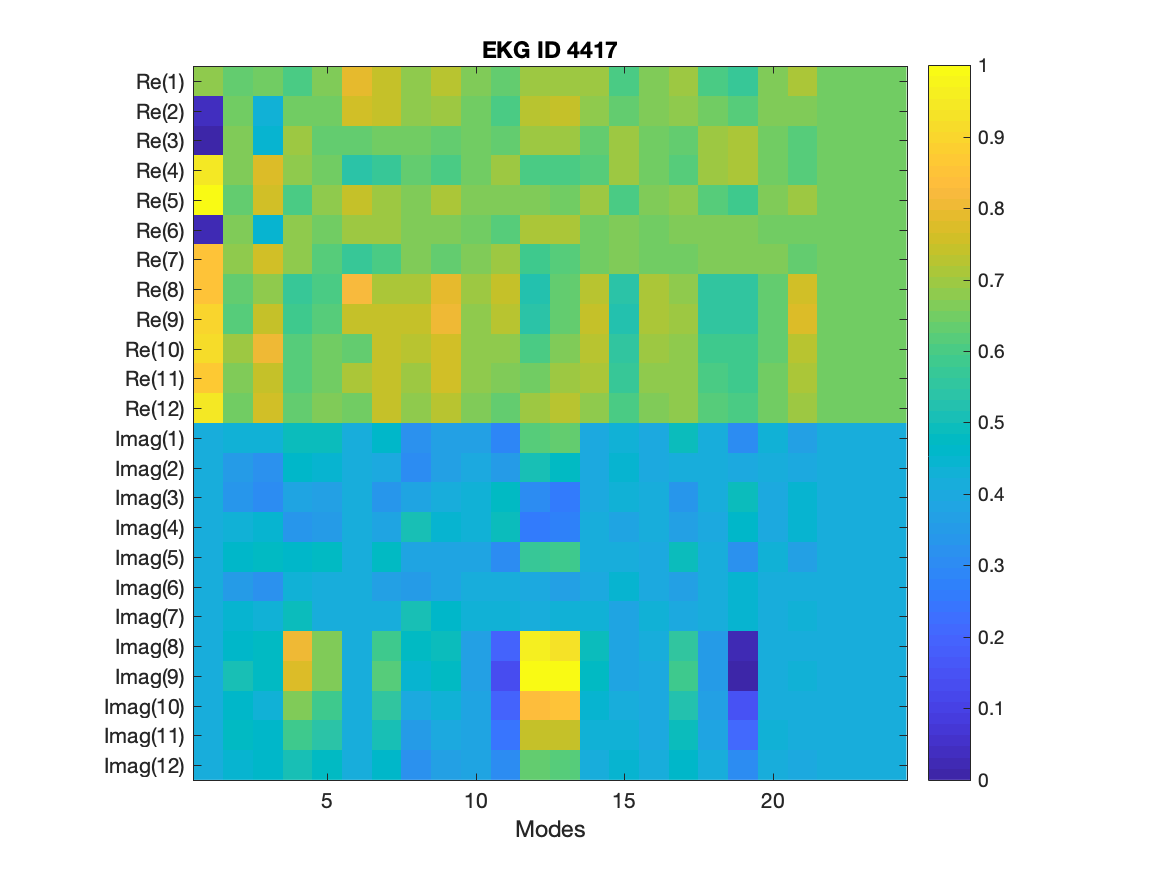 EKG ID 4417
Re(1)
Re(2)
Re(3)
Re(4)
Re(5)
Re(6)
Re(7)
Re(8)
Re(9)
Re(10)
Re(11)
Re(12)
Imag(1)
Imag(2)
Imag(3)
Imag(4)
Imag(5)
Imag(6)
Imag(7)
Imag(8)
Imag(9)
Imag(10)
Imag(11)
Imag(12)
5 10 15 20
Modes
1
0.9
0.8
0.7
0.6
0.5
0.4
0.3
0.2
0.1
0